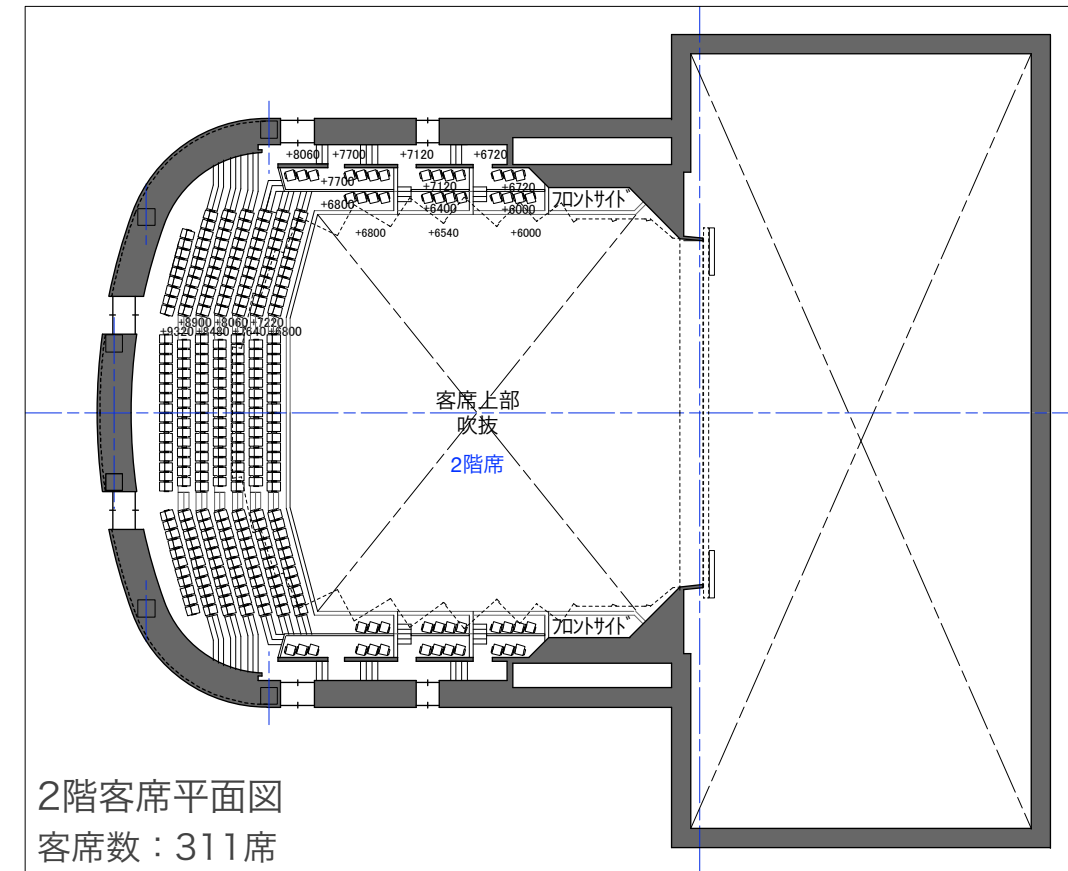 +8060 +7700 +7120 +6720
+7700 +7120 +6720
+6800 +6400 +6000
フロントサイド
+6800 +6540 +6000
+8900 +8060 +7220
+9320 +8480 +7640 +6800
客席上部
吹抜
2階席
フロントサイド
2階客席平面図
客席数：311席